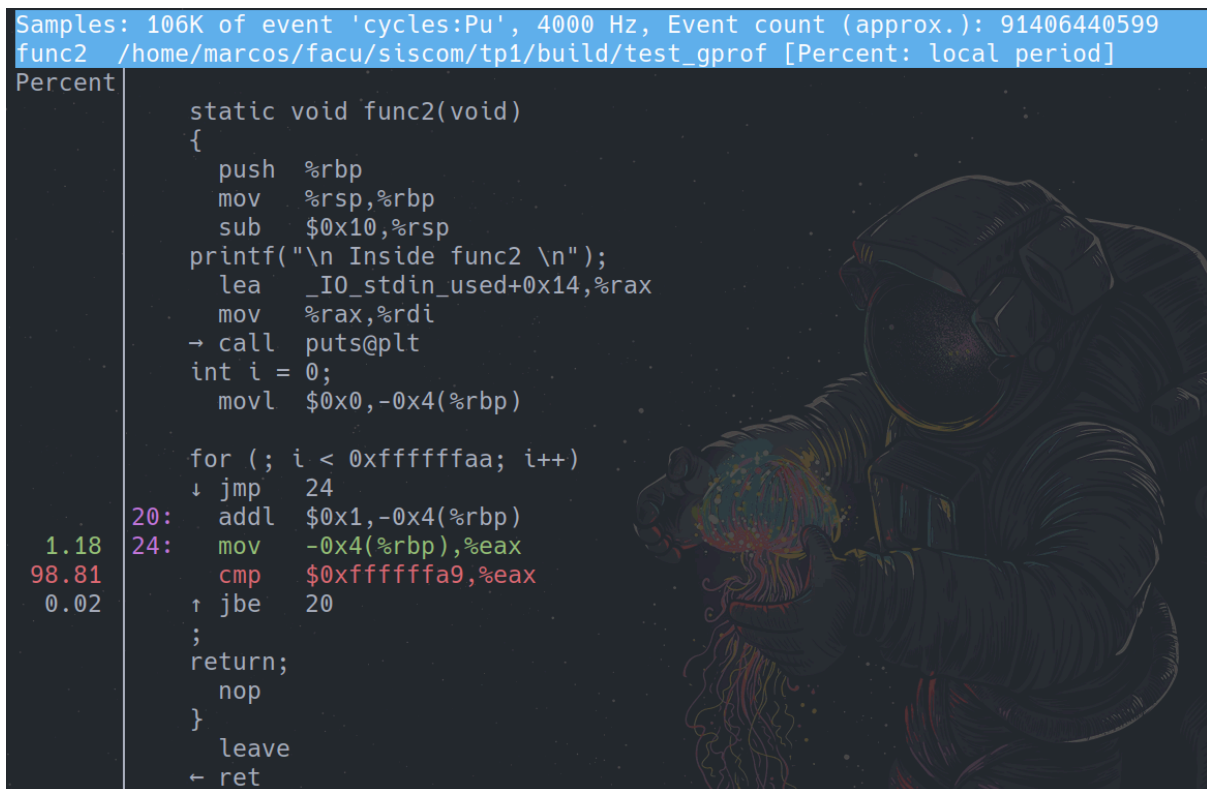 Samples: 106K of event 'cycles:Pu', 4000 Hz, Event count (approx.): 91406440599
func2  /home/marcos/facu/siscom/tp1/build/test_gprof [Percent: local period]
Percent
static void func2(void)
{
push  %rbp
mov   %rsp,%rbp
sub   $0x10,%rsp
printf("\n Inside func2 \n");
lea   _IO_stdin_used+0x14,%rax
mov   %rax,%rdi
→ call  puts@plt
int i = 0;
movl  $0x0,-0x4(%rbp)
for (; i < 0xffffffaa; i++)
↓ jmp   24
20:   addl  $0x1,-0x4(%rbp)
1.18  24:   mov   -0x4(%rbp),%eax
98.81        cmp   $0xffffffa9,%eax
0.02      ↑ jbe   20
;
return;
nop
}
leave
← ret